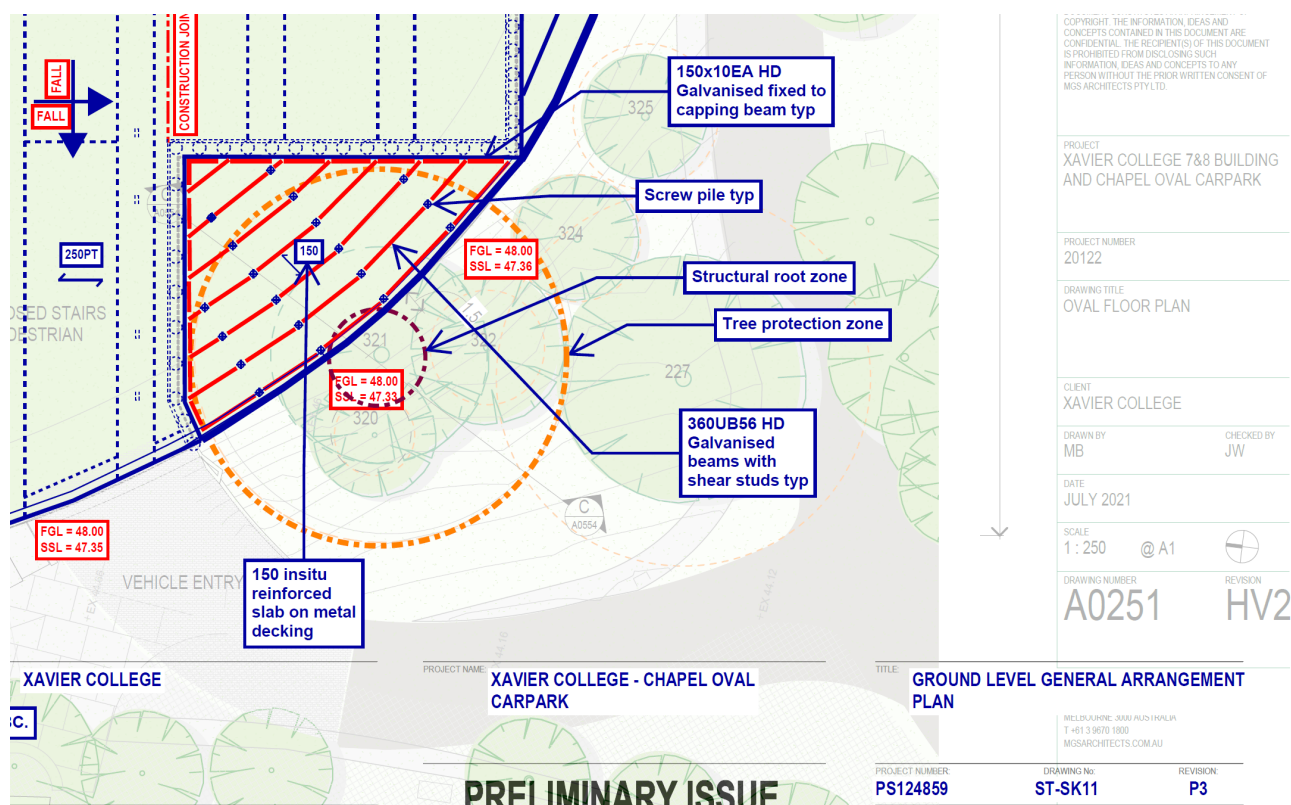 COPYRIGHT. THE INFORMATION, IDEAS AND
CONCEPTS CONTAINED IN THIS DOCUMENT ARE
CONFIDENTIAL. THE RECIPIENT(S) OF THIS DOCUMENT
IS PROHIBITED FROM DISCLOSING SUCH
INFORMATION, IDEAS AND CONCEPTS TO ANY
PERSON WITHOUT THE PRIOR WRITTEN CONSENT OF
MGS ARCHITECTS PTY LTD.
PROJECT
XAVIER COLLEGE 7&8 BUILDING
AND CHAPEL OVAL CARPARK
PROJECT NUMBER
20122
DRAWING TITLE
OVAL FLOOR PLAN
CLIENT
XAVIER COLLEGE
DRAWN BY
CHECKED BY
MB
JW
DATE
JULY 2021
SCALE
1 : 250 @ A1
DRAWING NUMBER
REVISION
A0251
HV2
FALL
FALL
CONSTRUCTION JOIN
250PT
OSED STAIRS
DESTRIAN
150
150x10EA HD
Galvanised fixed to
capping beam typ
325
Screw pile typ
324
FGL = 48.00
SSL = 47.36
Structural root zone
Tree protection zone
321
322
227
FGL = 48.00
SSL = 47.33
320
360UB56 HD
Galvanised
beams with
shear studs typ
C
A0554
FGL = 48.00
SSL = 47.35
VEHICLE ENTRY
150 insitu
reinforced
slab on metal
decking
+ EX 44.12
XAVIER COLLEGE
PROJECT NAME:
XAVIER COLLEGE - CHAPEL OVAL
CARPARK
TITLE:
GROUND LEVEL GENERAL ARRANGEMENT
PLAN
MELBOURNE 3000 AUSTRALIA
T +61 3 9670 1800
MGSARCHITECTS.COM.AU
PRELIMINARY ISSUE
PROJECT NUMBER:
DRAWING No:
REVISION:
PS124859
ST-SK11
P3